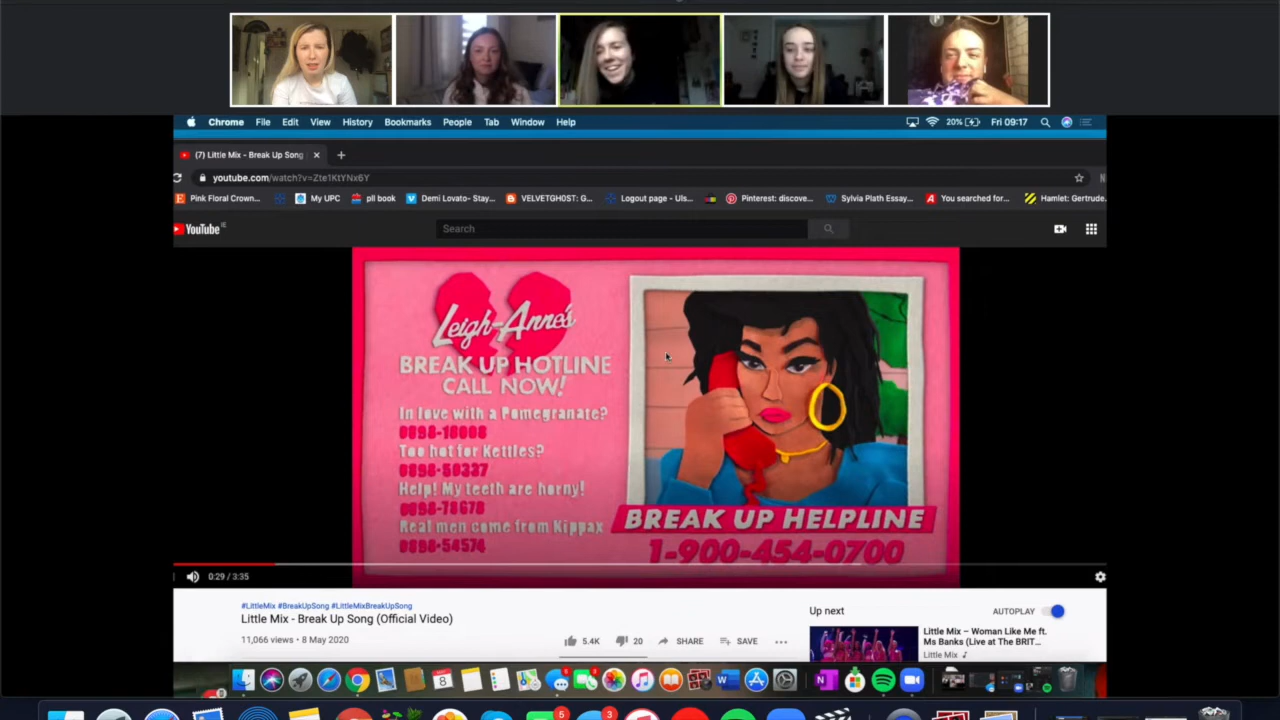 Chrome File Edit View History Bookmarks People Tab Window Help 20% Fri 09:17
(7) Little Mix - Break Up Song
youtube.com/watch?v=Zte1KtYNx6Y
Pink Floral Crown... My UPC pll book Demi Lovato- Stay... VELVETGH0ST: G... Logout page - Uls... Pinterest: discove... Sylvia Plath Essay... You searched for... Hamlet: Gertrude.
YouTube IE Search
Leigh-Anne's
BREAK UP HOTLINE
CALL NOW!
In love with a Pomegranate?
0898-18008
Too hot for Kettles?
0898-50337
Help! My teeth are horny!
0898-78678
Real men come from Kippax
0898-54574
BREAK UP HELPLINE
1-900-454-0700
0:29 / 3:35
#LittleMix #BreakUpSong #LittleMixBreakUpSong
Little Mix - Break Up Song (Official Video)
11,066 views • 8 May 2020
5.4K 20 SHARE SAVE
Up next AUTOPLAY
Little Mix – Woman Like Me ft.
Ms Banks (Live at The BRIT...
Little Mix
8
5 3